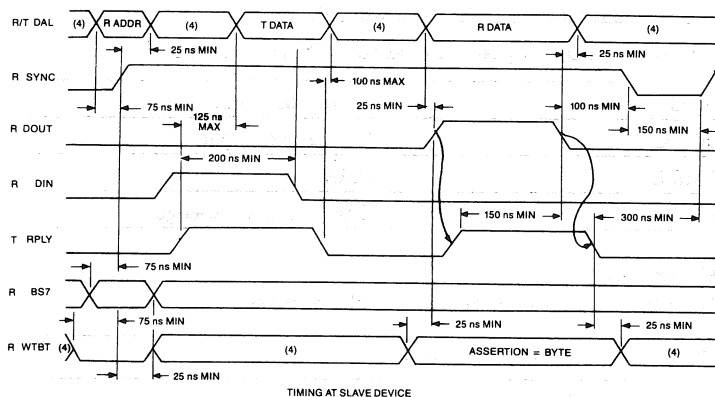 R/T DAL (4) R ADDR (4) T DATA (4) R DATA (4)
25 ns MIN 25 ns MIN
R SYNC
100 ns MAX
75 ns MIN 125 ns MAX 25 ns MIN 100 ns MIN
150 ns MIN
R DOUT
200 ns MIN
R DIN
150 ns MIN 300 ns MIN
T RPLY
75 ns MIN
R BS7
75 ns MIN 25 ns MIN 25 ns MIN
R WTBT (4) (4) ASSERTION = BYTE (4)
25 ns MIN
TIMING AT SLAVE DEVICE